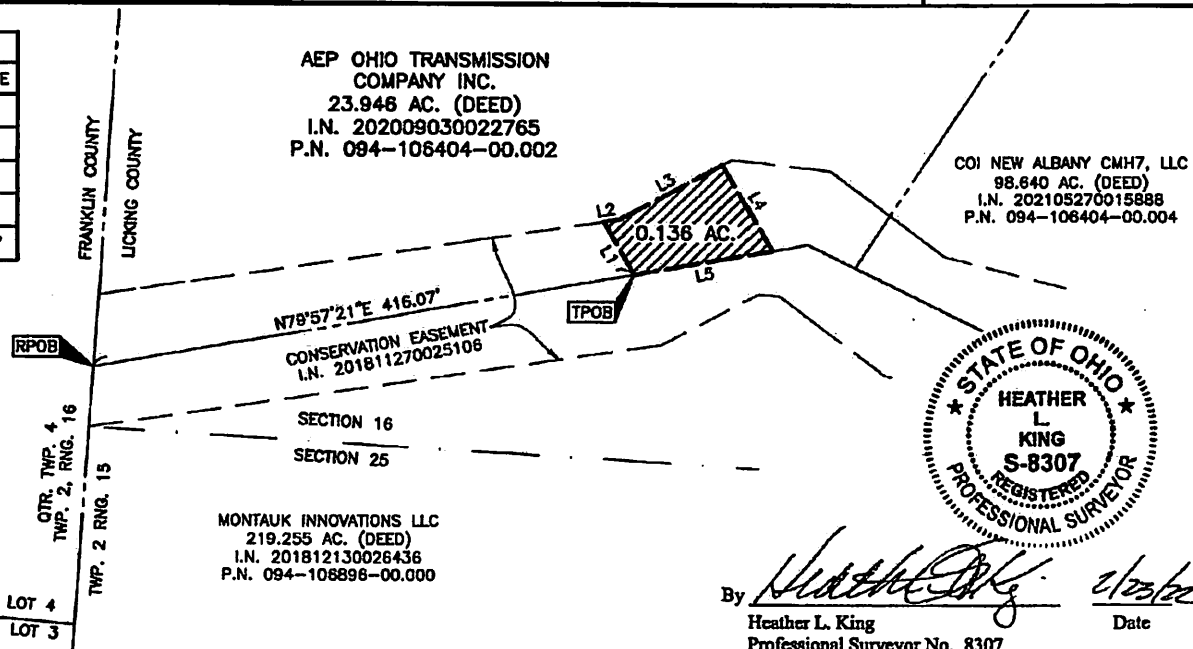 E
AEP OHIO TRANSMISSION
COMPANY INC.
23.946 AC. (DEED)
I.N. 202009030022765
P.N. 094-106404-00.002
FRANKLIN COUNTY
LICKING COUNTY
COI NEW ALBANY CMH7, LLC
98.640 AC. (DEED)
I.N. 202105270015888
P.N. 094-106404-00.004
L2
L3
L4
0.136 AC.
L1
L5
N79°57'21"E 416.07'
TPOB
RPOB
CONSERVATION EASEMENT
I.N. 201811270025106
SECTION 16
SECTION 25
QTR. TWP. 4
TWP. 2, RNG. 16
TWP. 2 RNG. 15
MONTAUK INNOVATIONS LLC
219.255 AC. (DEED)
I.N. 201812130026436
P.N. 094-106896-00.000
LOT 4
LOT 3
STATE OF OHIO
HEATHER
L.
KING
S-8307
REGISTERED
PROFESSIONAL SURVEYOR
By
2/23/22
Heather L. King
Date
Professional Surveyor No. 8307